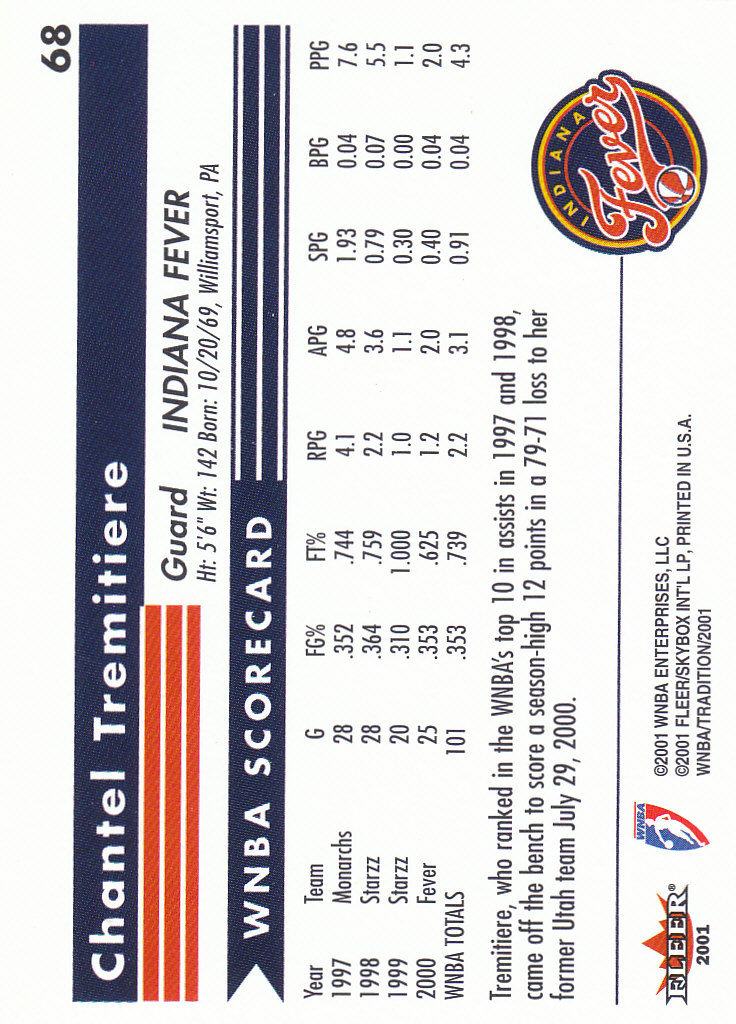 68
Chantel Tremitiere
Guard INDIANA FEVER
Ht: 5'6" Wt: 142 Born: 10/20/69, Williamsport, PA
WNBA SCORECARD
Year Team G FG% FT% RPG APG SPG BPG PPG
1997 Monarchs 28 .352 .744 4.1 4.8 1.93 0.04 7.6
1998 Starzz 28 .364 .759 2.2 3.6 0.79 0.07 5.5
1999 Starzz 20 .310 1.000 1.0 1.1 0.30 0.00 1.1
2000 Fever 25 .353 .625 1.2 2.0 0.40 0.04 2.0
WNBA TOTALS 101 .353 .739 2.2 3.1 0.91 0.04 4.3
Tremitiere, who ranked in the WNBA's top 10 in assists in 1997 and 1998,
came off the bench to score a season-high 12 points in a 79-71 loss to her
former Utah team July 29, 2000.
INDIANA
Fever
FLEER®
2001
WNBA
©2001 WNBA ENTERPRISES, LLC
©2001 FLEER/SKYBOX INT'L LP, PRINTED IN U.S.A.
WNBA/TRADITION/2001